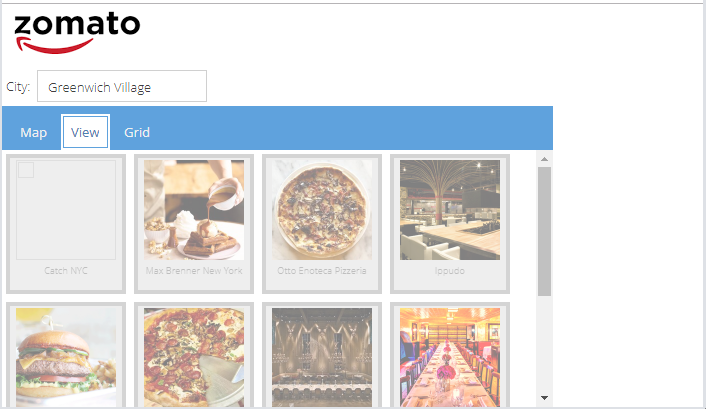 zomato
City: Greenwich Village
Map View Grid
Catch NYC Max Brenner New York Otto Enoteca Pizzeria Ippudo